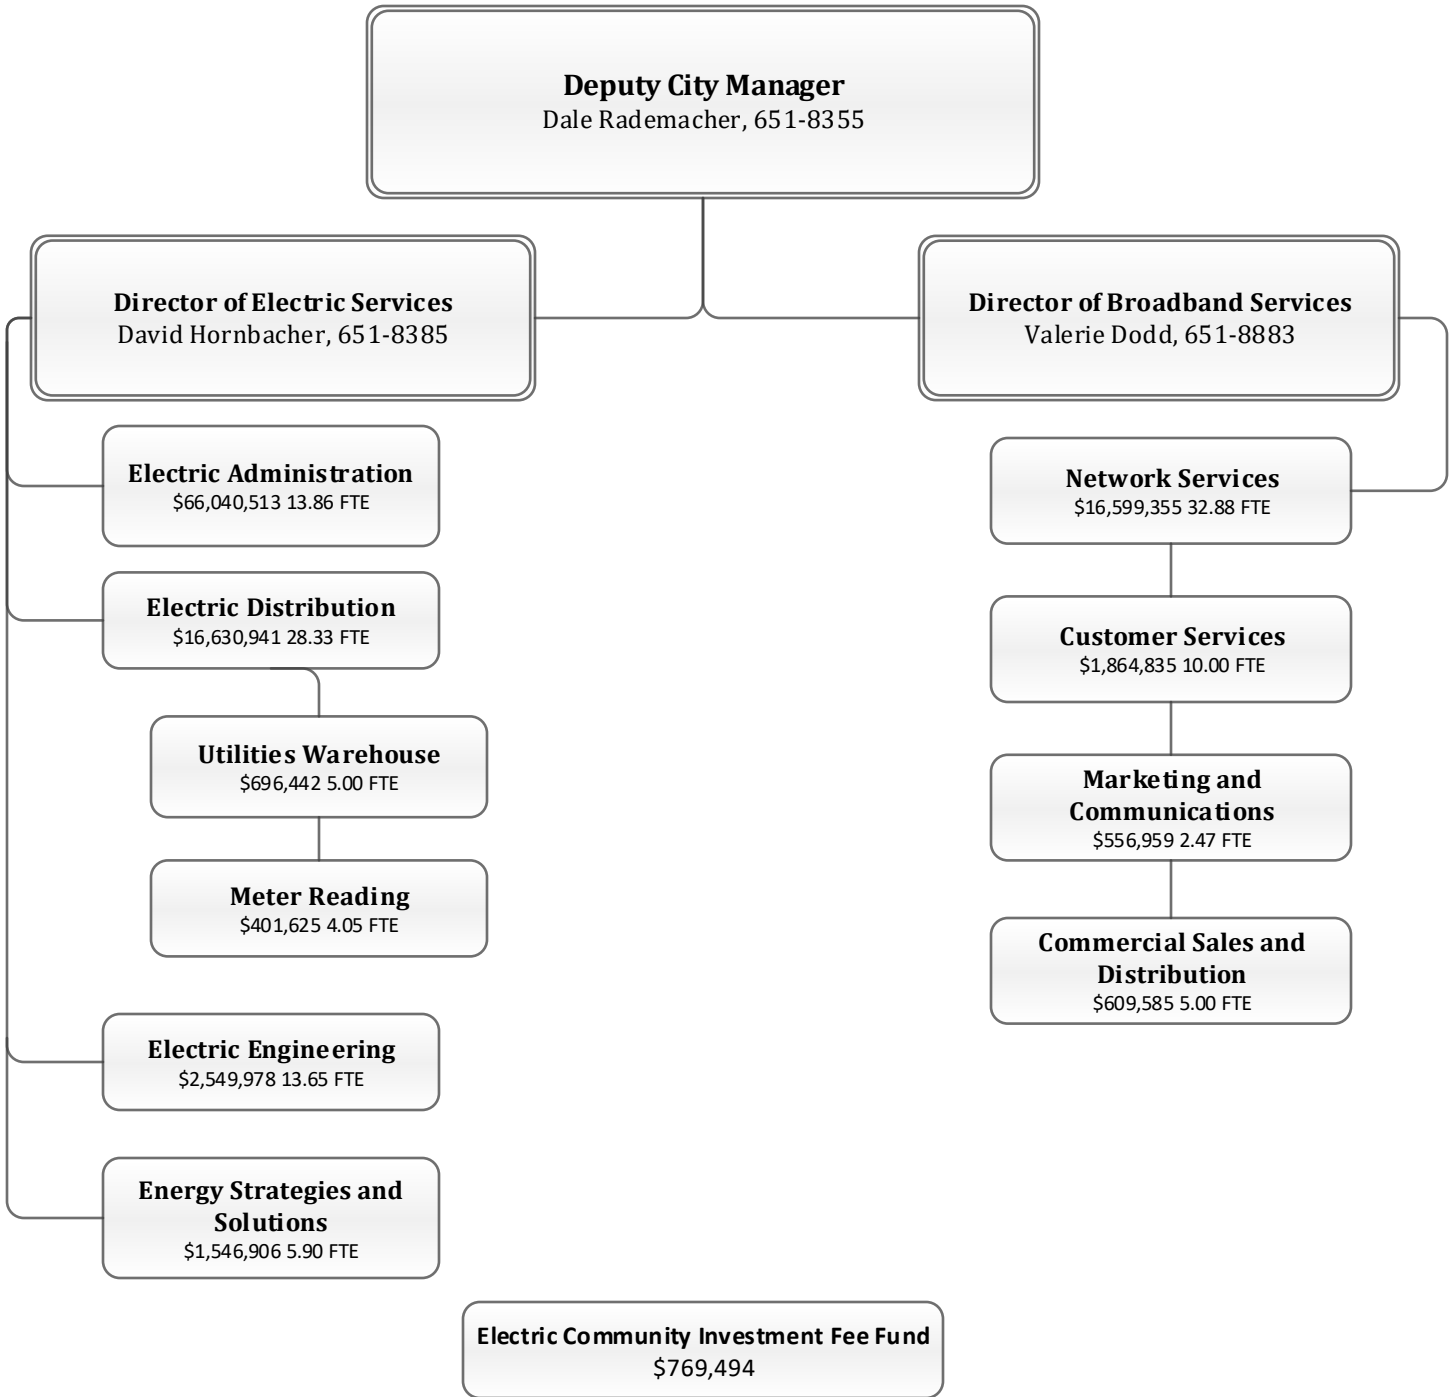 Deputy City Manager
Dale Rademacher, 651-8355
Director of Electric Services
David Hornbacher, 651-8385
Director of Broadband Services
Valerie Dodd, 651-8883
Electric Administration
$66,040,513 13.86 FTE
Electric Distribution
$16,630,941 28.33 FTE
Utilities Warehouse
$696,442 5.00 FTE
Meter Reading
$401,625 4.05 FTE
Electric Engineering
$2,549,978 13.65 FTE
Energy Strategies and
Solutions
$1,546,906 5.90 FTE
Network Services
$16,599,355 32.88 FTE
Customer Services
$1,864,835 10.00 FTE
Marketing and
Communications
$556,959 2.47 FTE
Commercial Sales and
Distribution
$609,585 5.00 FTE
Electric Community Investment Fee Fund
$769,494